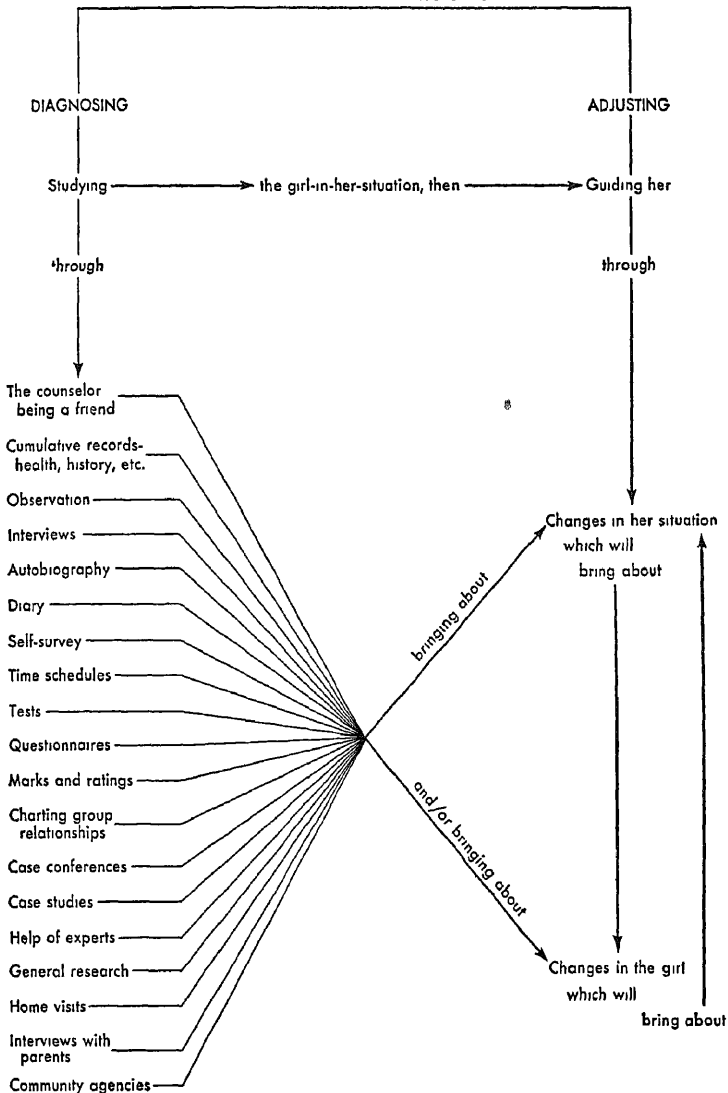 DIAGNOSING
ADJUSTING
Studying
the girl-in-her-situation, then
Guiding her
through
through
The counselor
being a friend
Cumulative records-
health, history, etc.
Observation
Interviews
Autobiography
Diary
Self-survey
Time schedules
Tests
Questionnaires
Marks and ratings
Charting group
relationships
Case conferences
Case studies
Help of experts
General research
Home visits
Interviews with
parents
Community agencies
bringing about
and/or bringing about
Changes in her situation
which will
bring about
Changes in the girl
which will
bring about